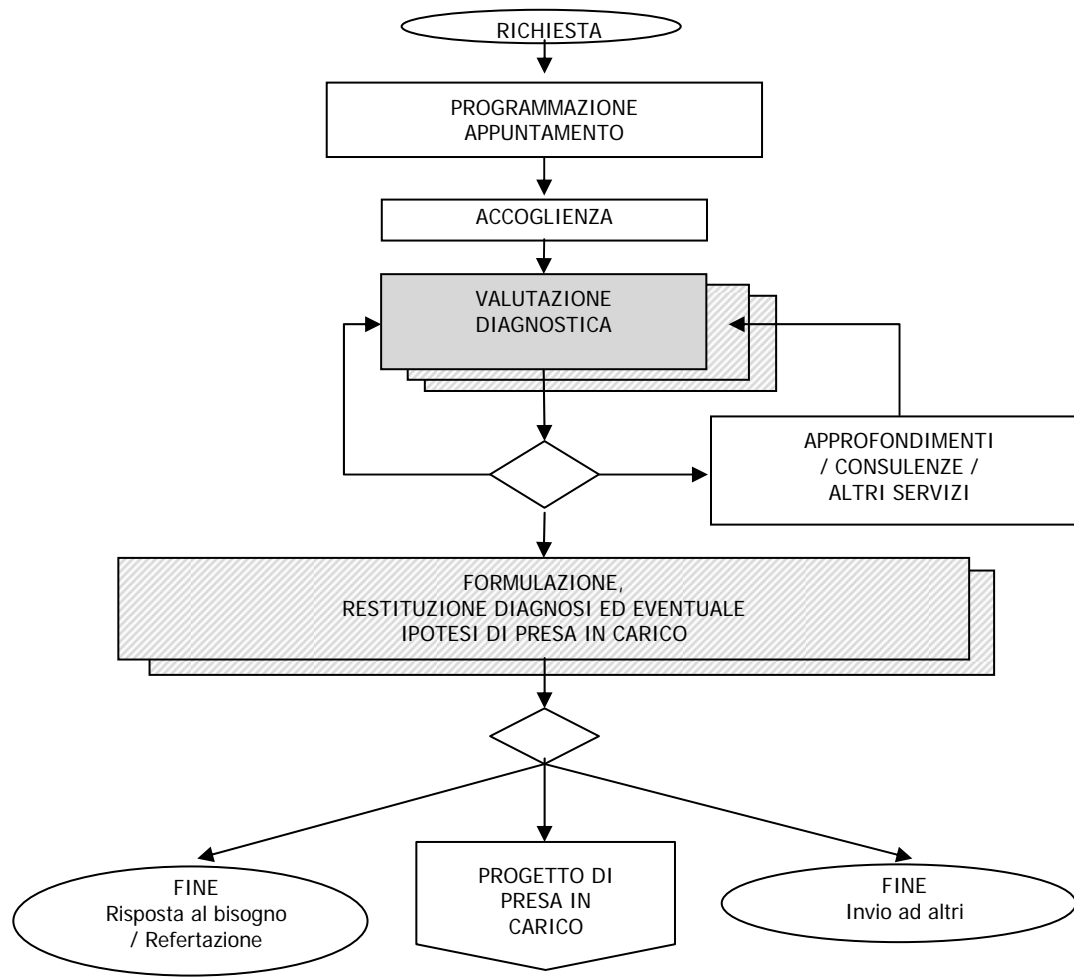 RICHIESTA
PROGRAMMAZIONE
APPUNTAMENTO
ACCOGLIENZA
VALUTAZIONE
DIAGNOSTICA
APPROFONDIMENTI
/ CONSULENZE /
ALTRI SERVIZI
FORMULAZIONE,
RESTITUZIONE DIAGNOSI ED EVENTUALE
IPOTESI DI PRESA IN CARICO
FINE
Risposta al bisogno
/ Refertazione
PROGETTO DI
PRESA IN
CARICO
FINE
Invio ad altri